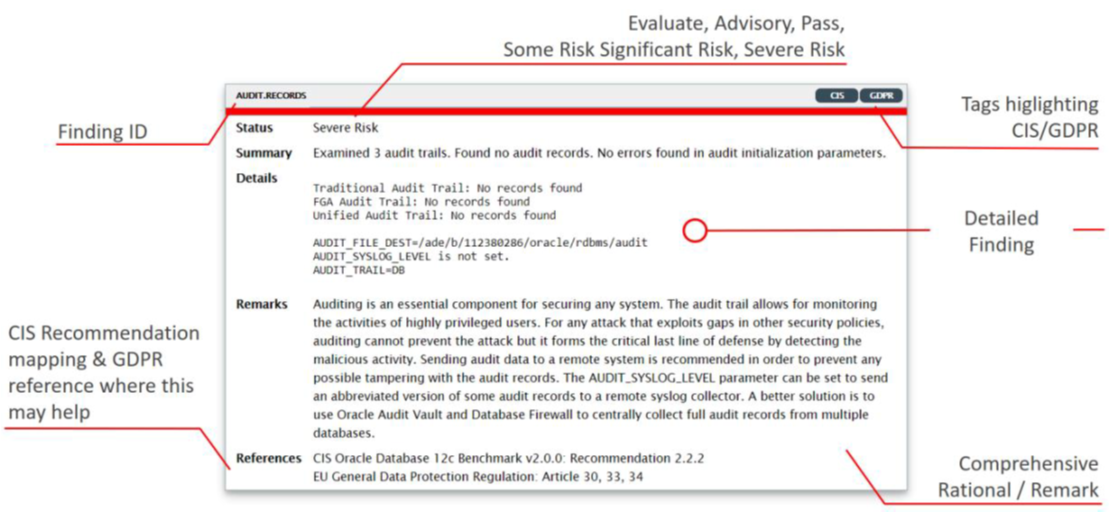 Evaluate, Advisory, Pass,
Some Risk Significant Risk, Severe Risk
AUDIT.RECORDS
CIS
GDPR
Tags higlighting
CIS/GDPR
Finding ID
Status Severe Risk
Summary Examined 3 audit trails. Found no audit records. No errors found in audit initialization parameters.
Details
Traditional Audit Trail: No records found
FGA Audit Trail: No records found
Unified Audit Trail: No records found
AUDIT_FILE_DEST=/ade/b/112380286/oracle/rdbms/audit
AUDIT_SYSLOG_LEVEL is not set.
AUDIT_TRAIL=DB
Detailed
Finding
Remarks Auditing is an essential component for securing any system. The audit trail allows for monitoring
the activities of highly privileged users. For any attack that exploits gaps in other security policies,
auditing cannot prevent the attack but it forms the critical last line of defense by detecting the
malicious activity. Sending audit data to a remote system is recommended in order to prevent any
possible tampering with the audit records. The AUDIT_SYSLOG_LEVEL parameter can be set to send
an abbreviated version of some audit records to a remote syslog collector. A better solution is to
use Oracle Audit Vault and Database Firewall to centrally collect full audit records from multiple
databases.
CIS Recommendation
mapping & GDPR
reference where this
may help
References CIS Oracle Database 12c Benchmark v2.0.0: Recommendation 2.2.2
EU General Data Protection Regulation: Article 30, 33, 34
Comprehensive
Rational / Remark